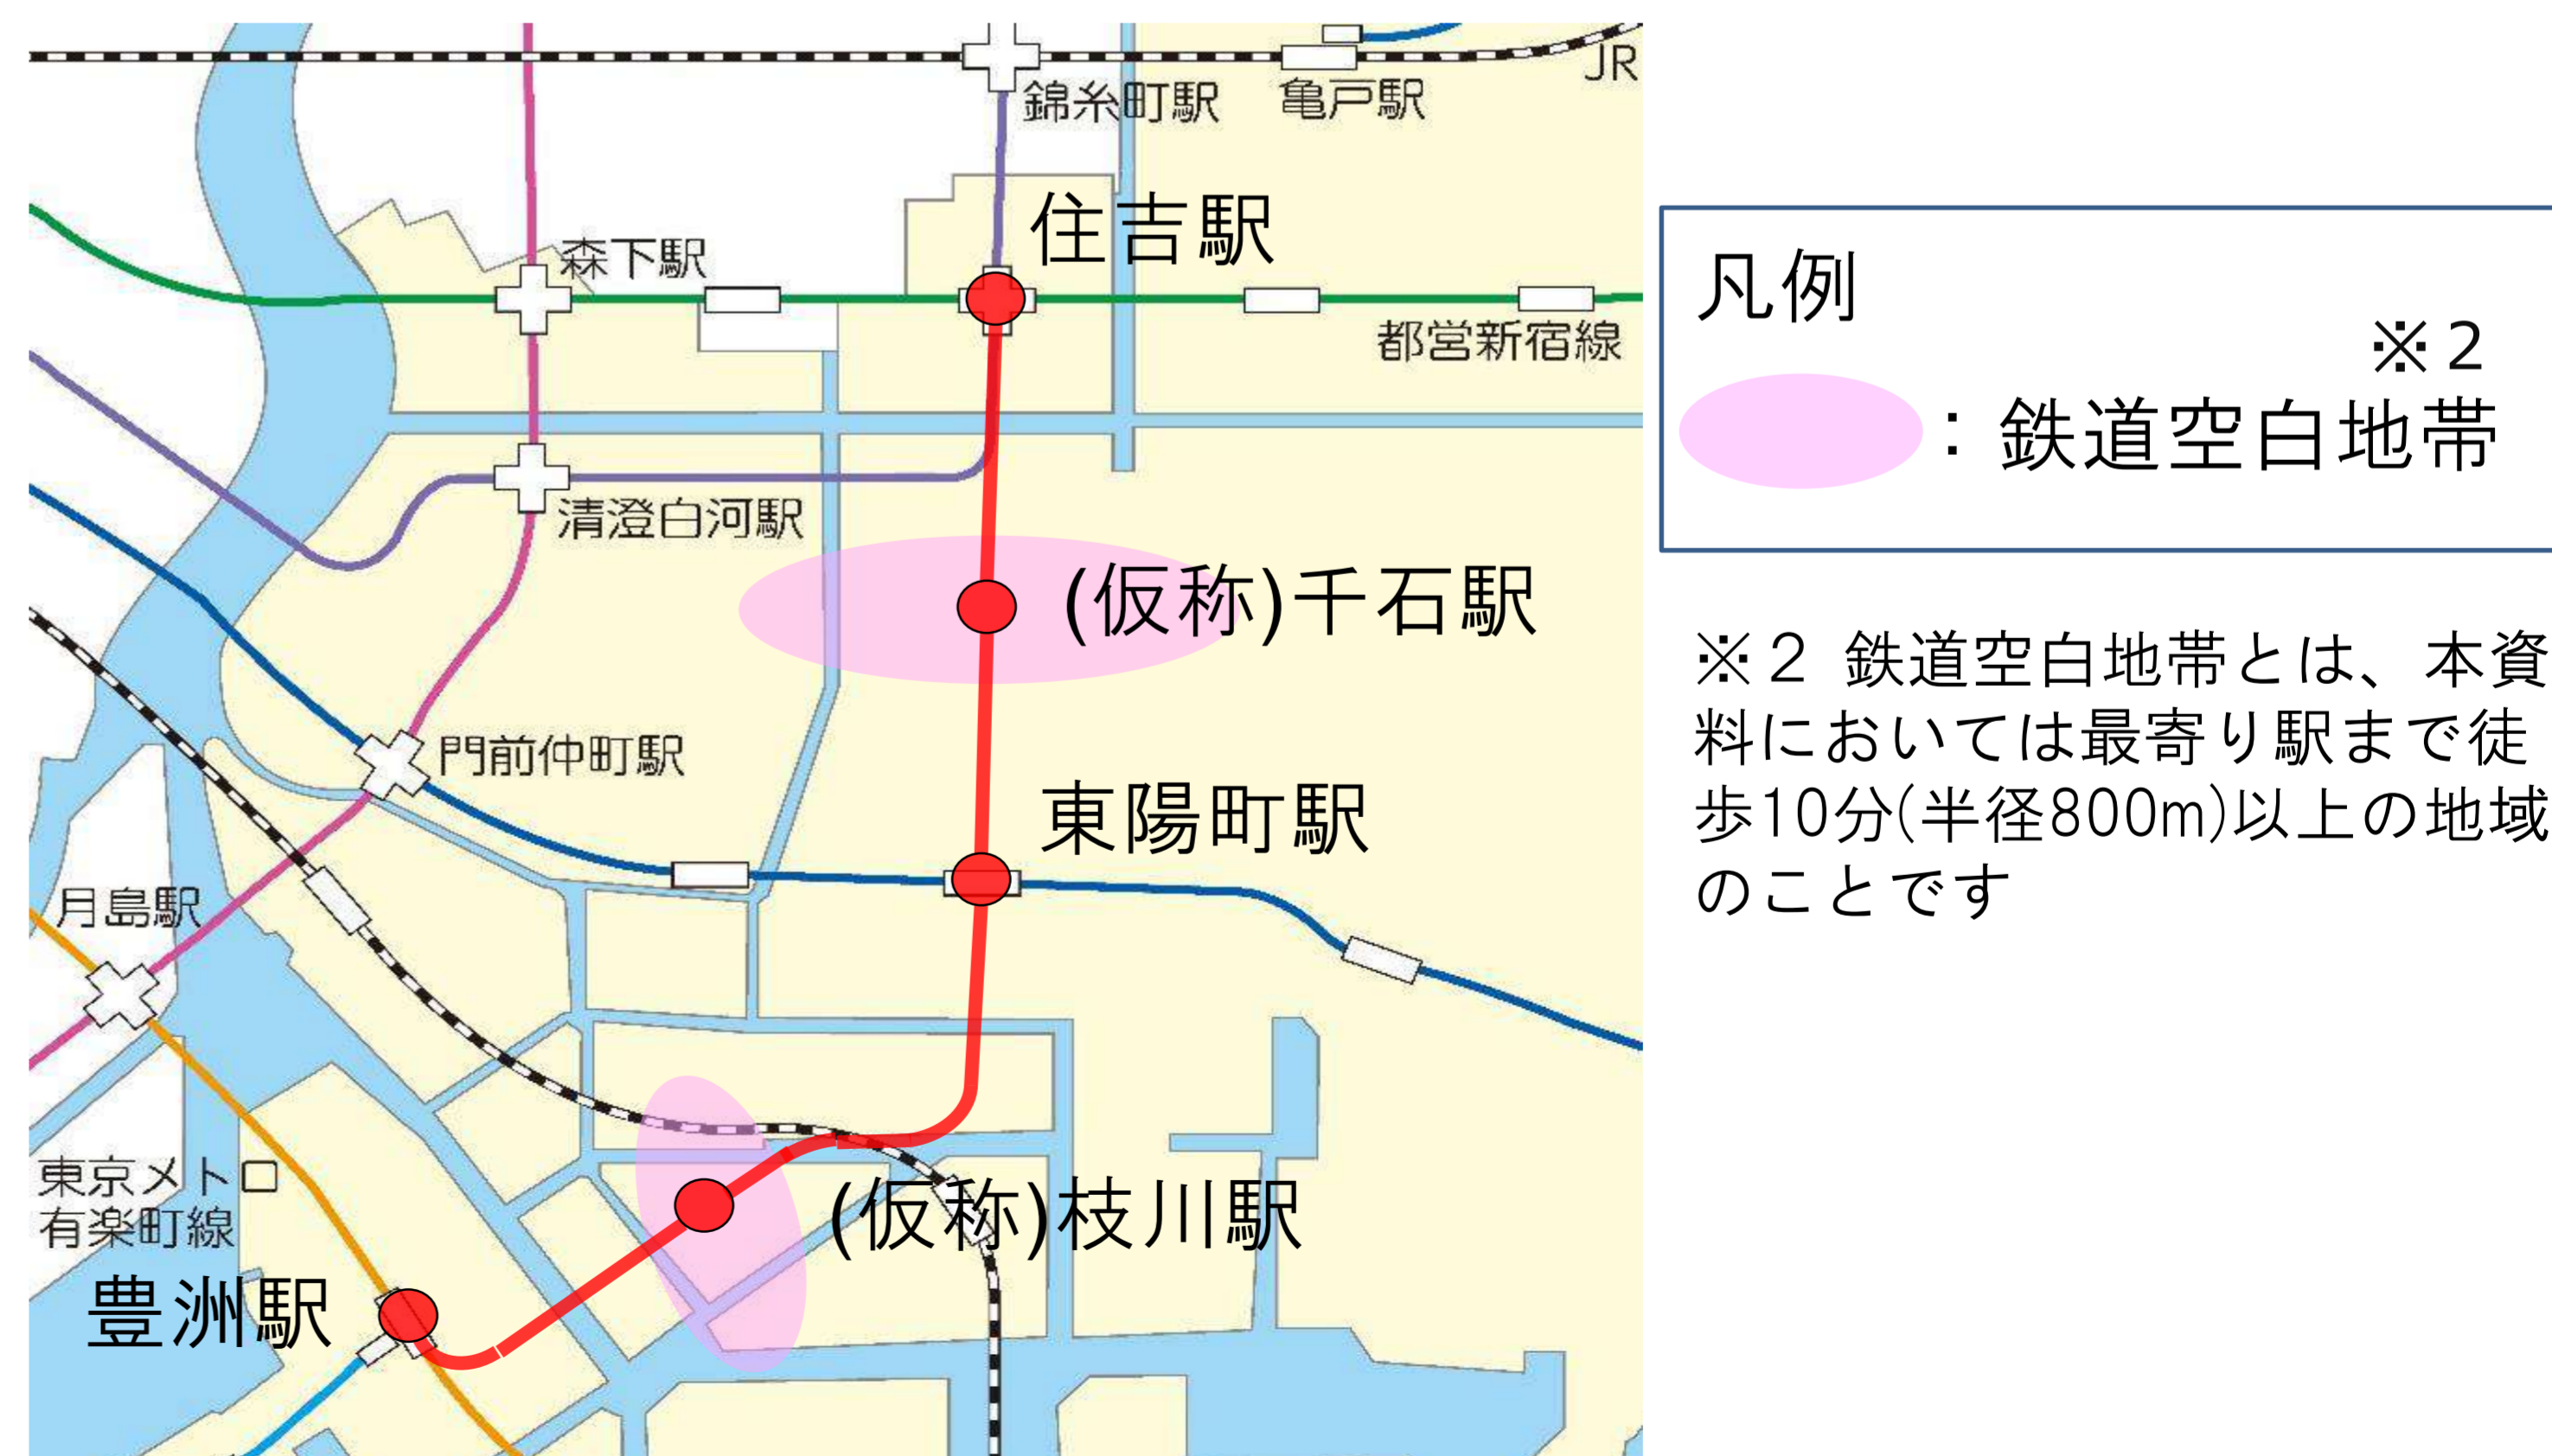 JR
錦糸町駅
亀戸駅
住吉駅
森下駅
都営新宿線
清澄白河駅
(仮称)千石駅
門前仲町駅
東陽町駅
月島駅
東京メトロ
有楽町線
(仮称)枝川駅
豊洲駅
凡例
※2
：鉄道空白地帯
※2 鉄道空白地帯とは、本資
料においては最寄り駅まで徒
歩10分(半径800m)以上の地域
のことです